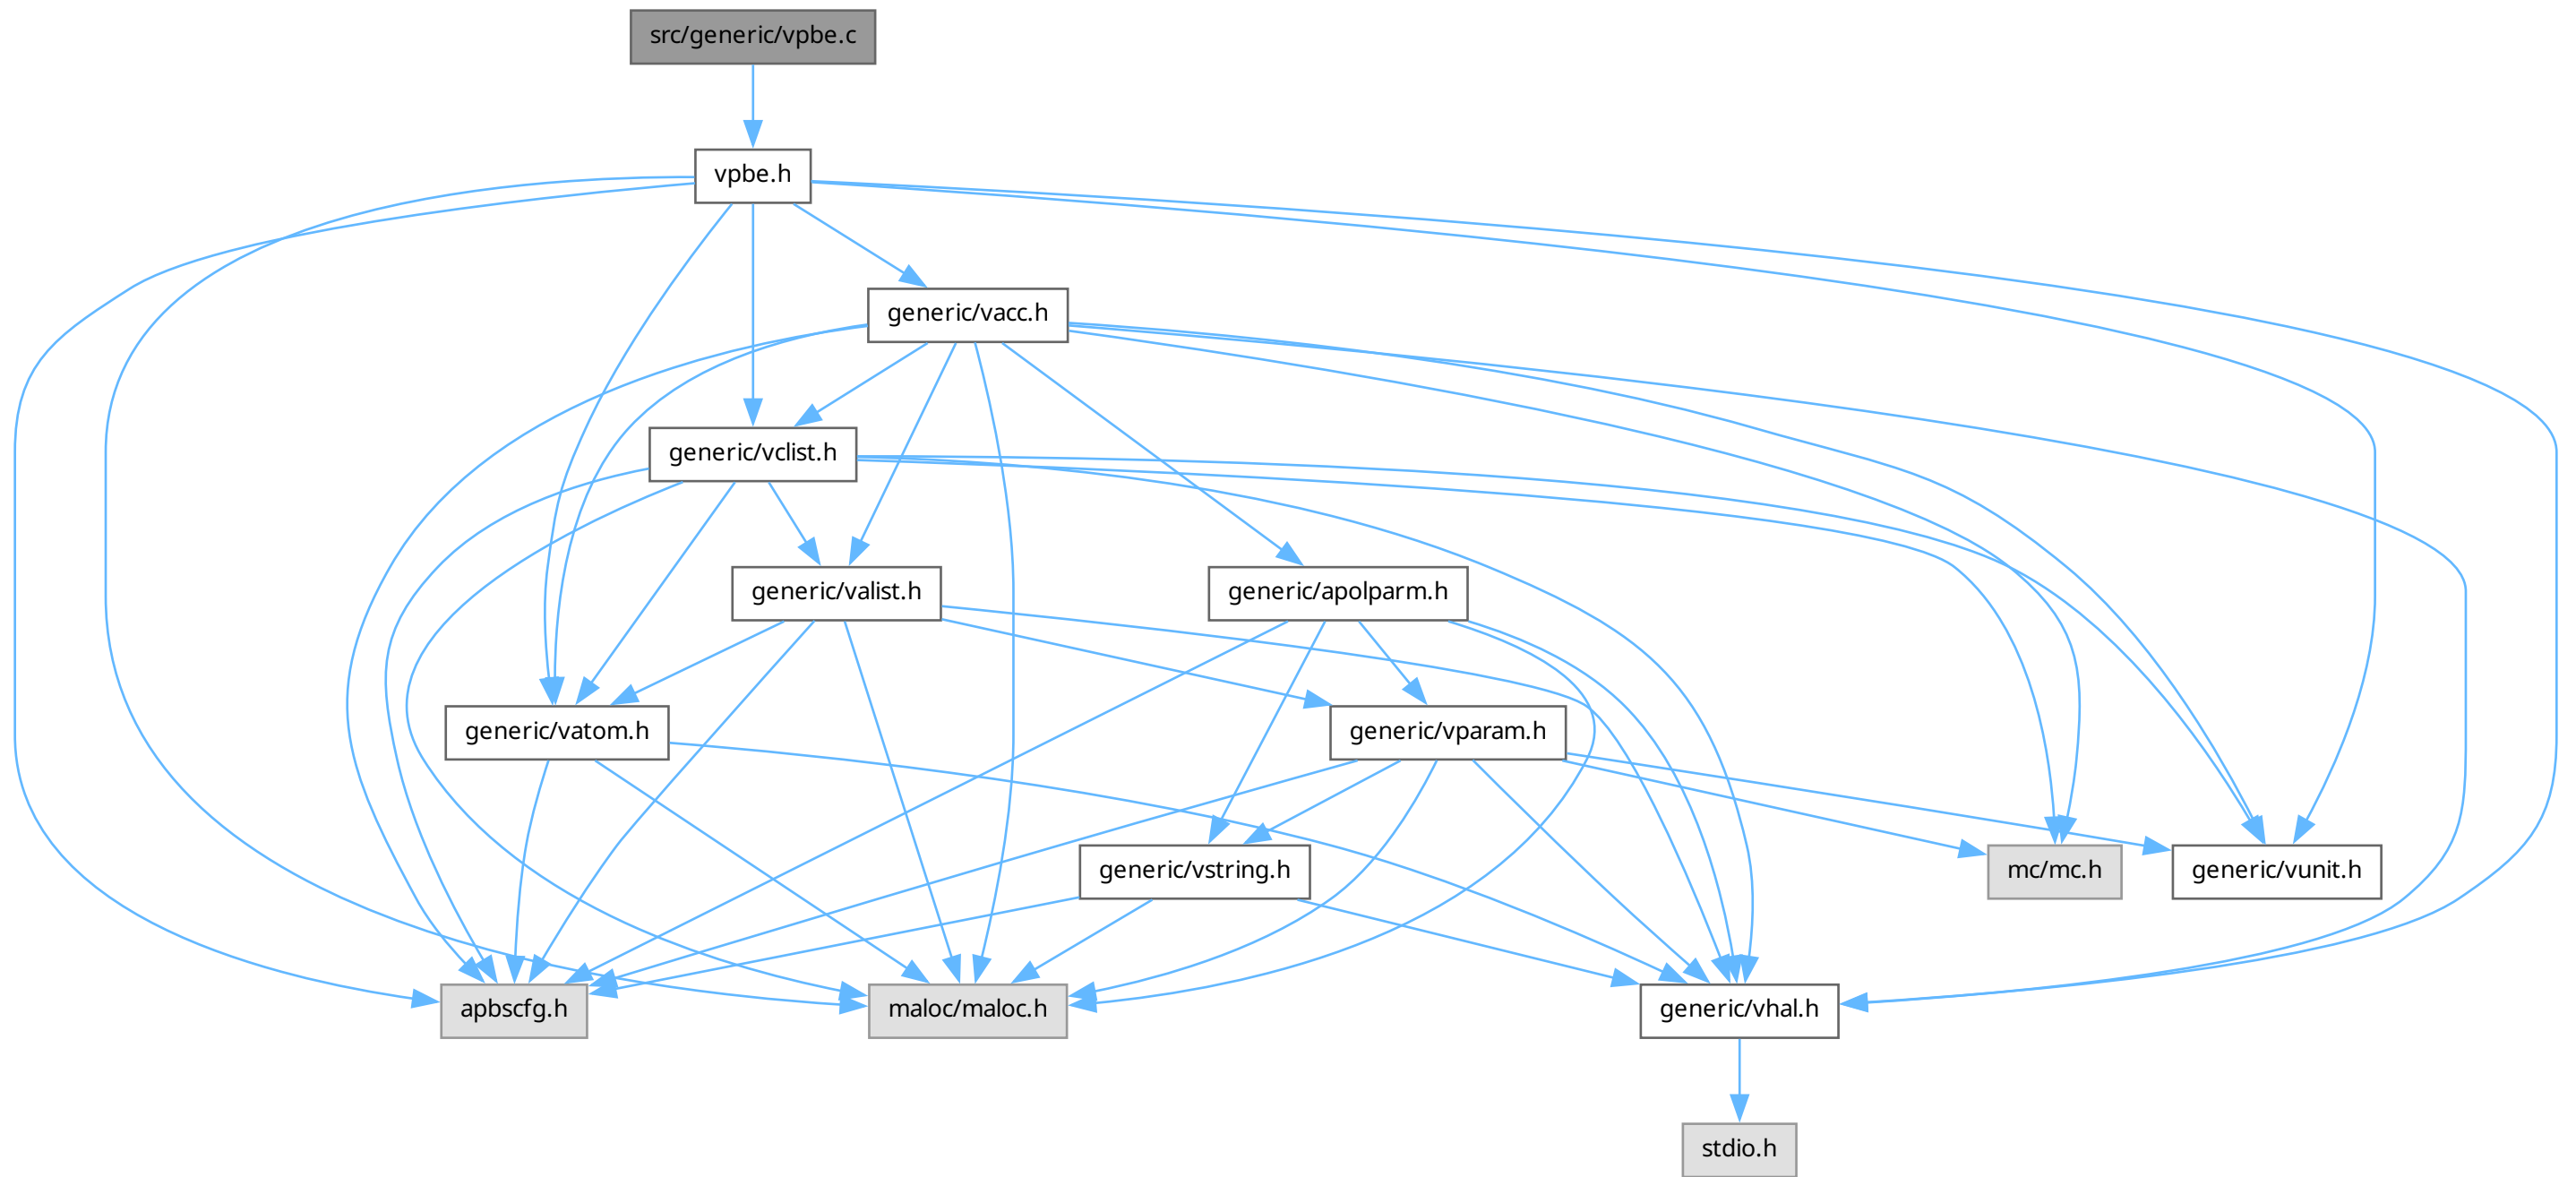 src/generic/vpbe.c
vpbe.h
generic/vacc.h
generic/vclist.h
generic/valist.h
generic/apolparm.h
generic/vatom.h
generic/vparam.h
generic/vstring.h
mc/mc.h
generic/vunit.h
apbscfg.h
maloc/maloc.h
generic/vhal.h
stdio.h